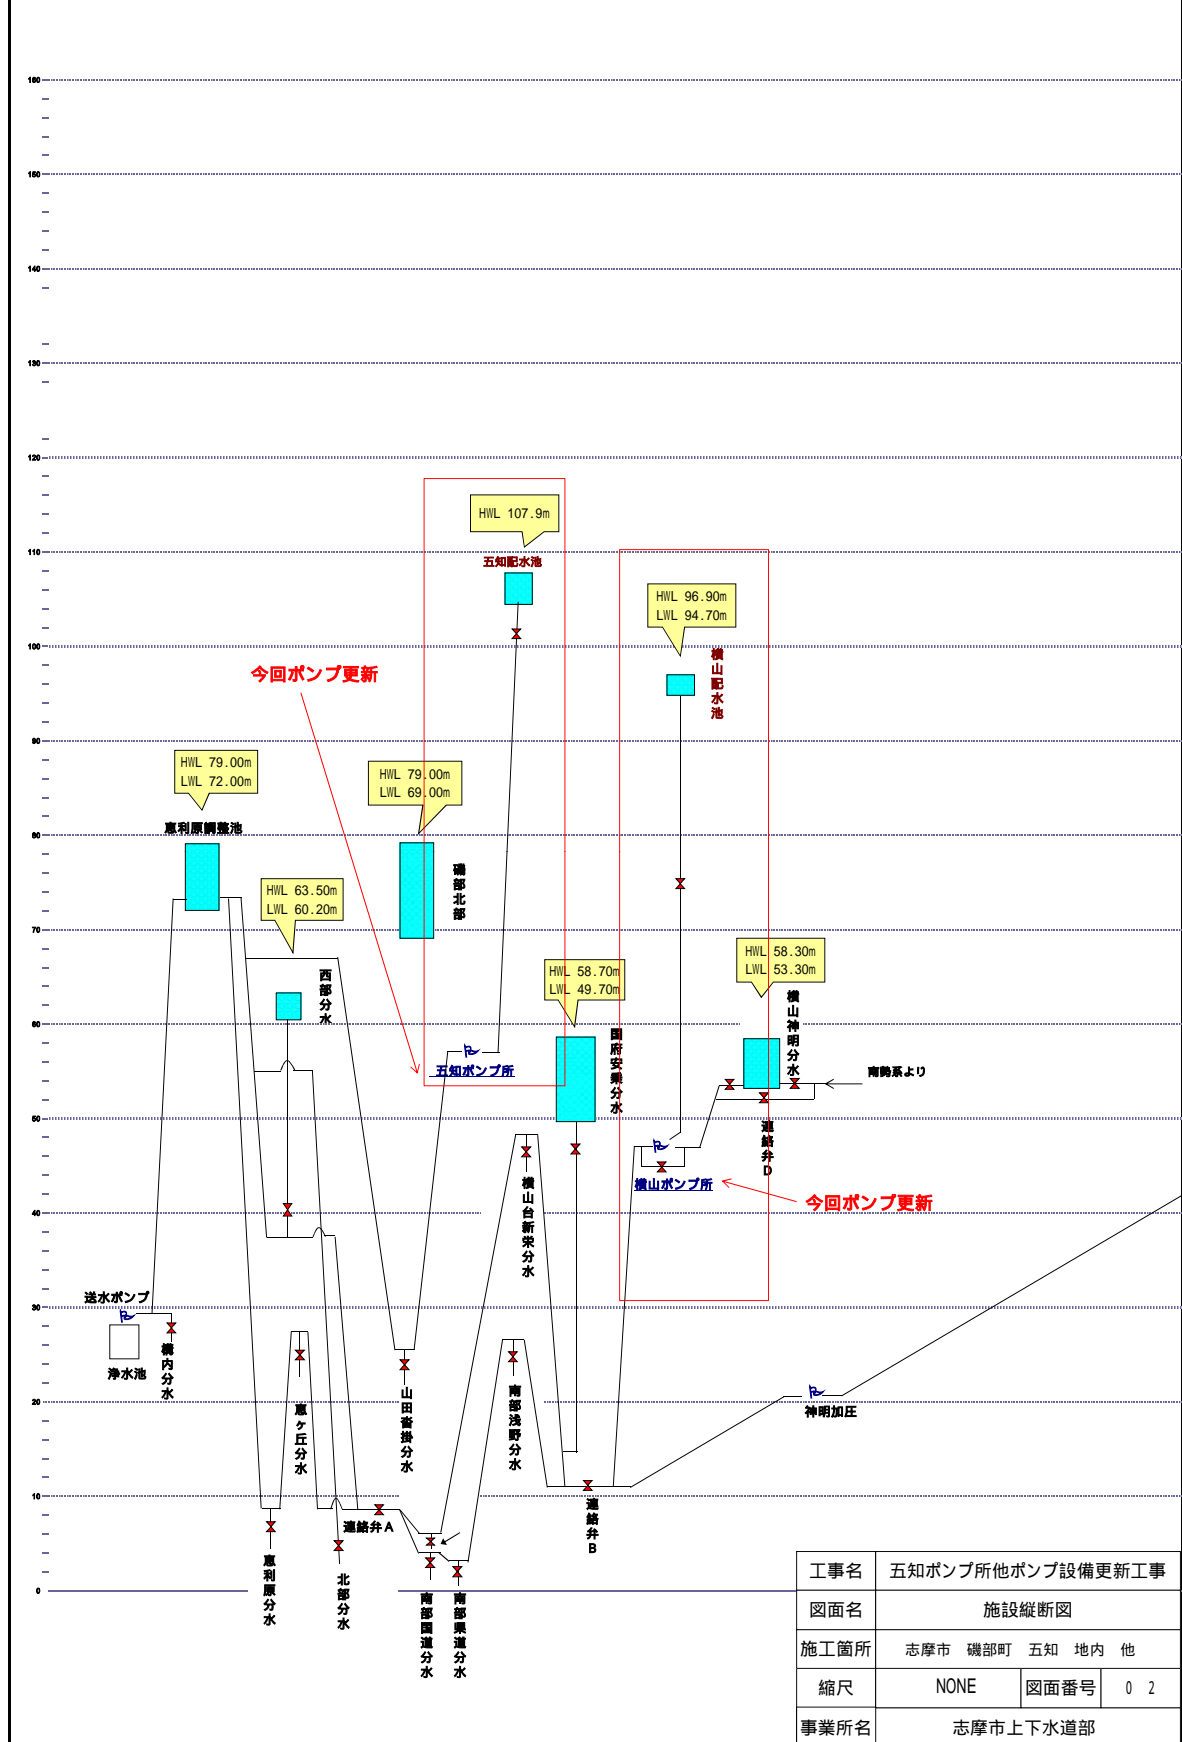 160
150
140
130
120
HWL 107.9m
110
五知配水池
HWL 96.90m
LWL 94.70m
100
横山配水池
今回ポンプ更新
90
HWL 79.00m
LWL 72.00m
HWL 79.00m
LWL 69.00m
恵利原調整池
80
磯部北部
HWL 63.50m
LWL 60.20m
70
西部分水
HWL 58.70m
LWL 49.70m
HWL 58.30m
LWL 53.30m
横山神明分水
60
国府安乗分水
五知ポンプ所
南勢系より
50
連絡弁D
横山台新栄分水
横山ポンプ所
今回ポンプ更新
40
送水ポンプ
30
構内分水
浄水池
恵ヶ丘分水
山田沓掛分水
南部浅野分水
神明加圧
20
10
連絡弁A
連絡弁B
恵利原分水
北部分水
南部国道分水
南部県道分水
0
工事名 五知ポンプ所他ポンプ設備更新工事
図面名 施設縦断図
施工箇所 志摩市 磯部町 五知 地内 他
縮尺 NONE 図面番号 0 2
事業所名 志摩市上下水道部